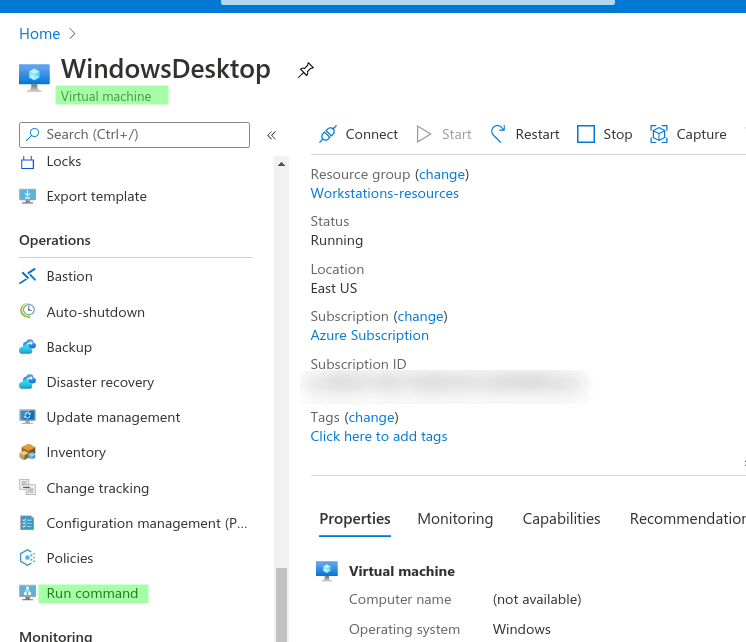 Home
WindowsDesktop
Virtual machine
Search (Ctrl+/)
Locks
Export template
Operations
Bastion
Auto-shutdown
Backup
Disaster recovery
Update management
Inventory
Change tracking
Configuration management (P...
Policies
Run command
Monitoring
Connect Start Restart Stop Capture
Resource group (change)
Workstations-resources
Status
Running
Location
East US
Subscription (change)
Azure Subscription
Subscription ID
Tags (change)
Click here to add tags
Properties Monitoring Capabilities Recommendation
Virtual machine
Computer name (not available)
Operating system Windows